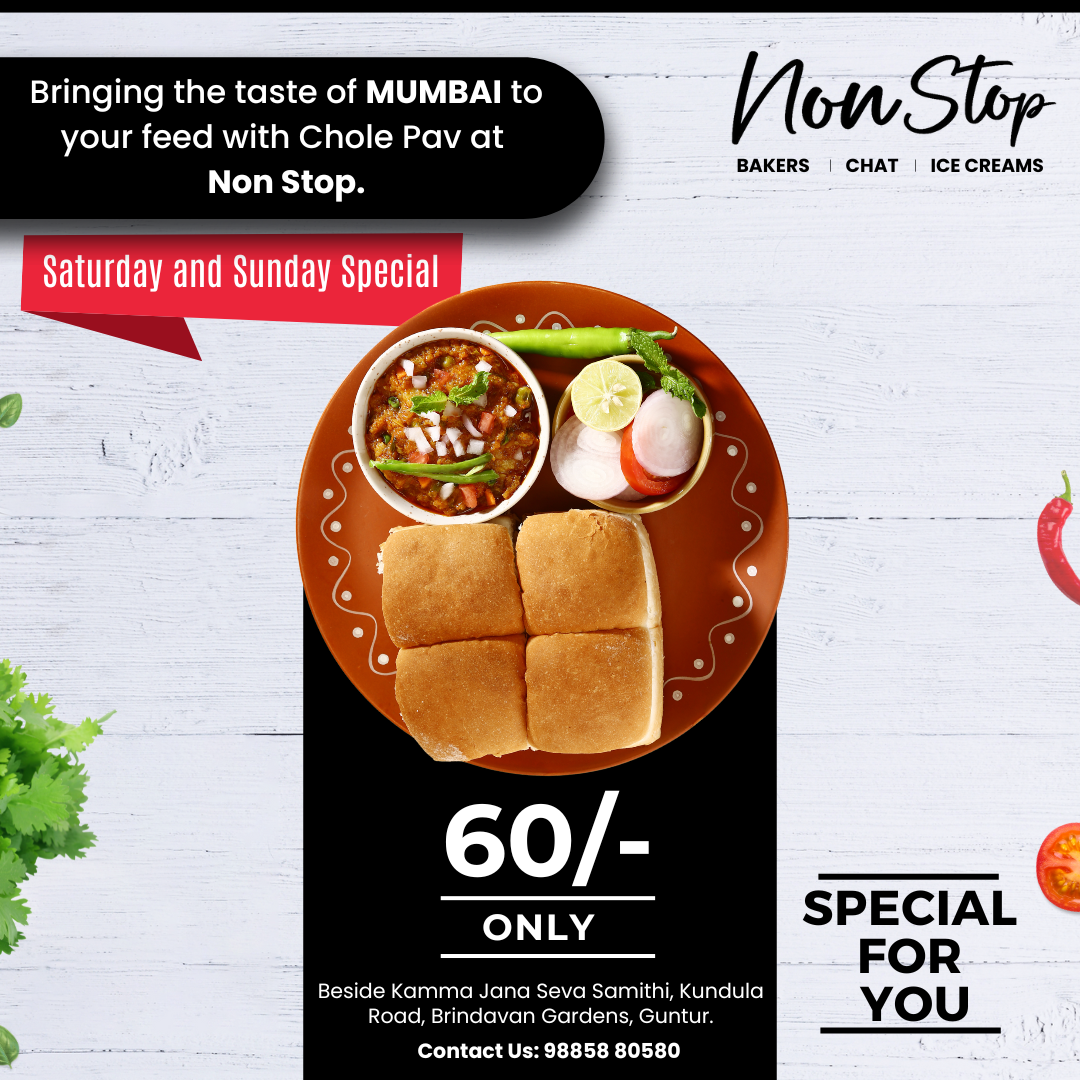 Bringing the taste of MUMBAI to
your feed with Chole Pav at
Non Stop.
Non Stop
BAKERS | CHAT | ICE CREAMS
Saturday and Sunday Special
60/-
ONLY
Beside Kamma Jana Seva Samithi, Kundula
Road, Brindavan Gardens, Guntur.
Contact Us: 98858 80580
SPECIAL
FOR
YOU